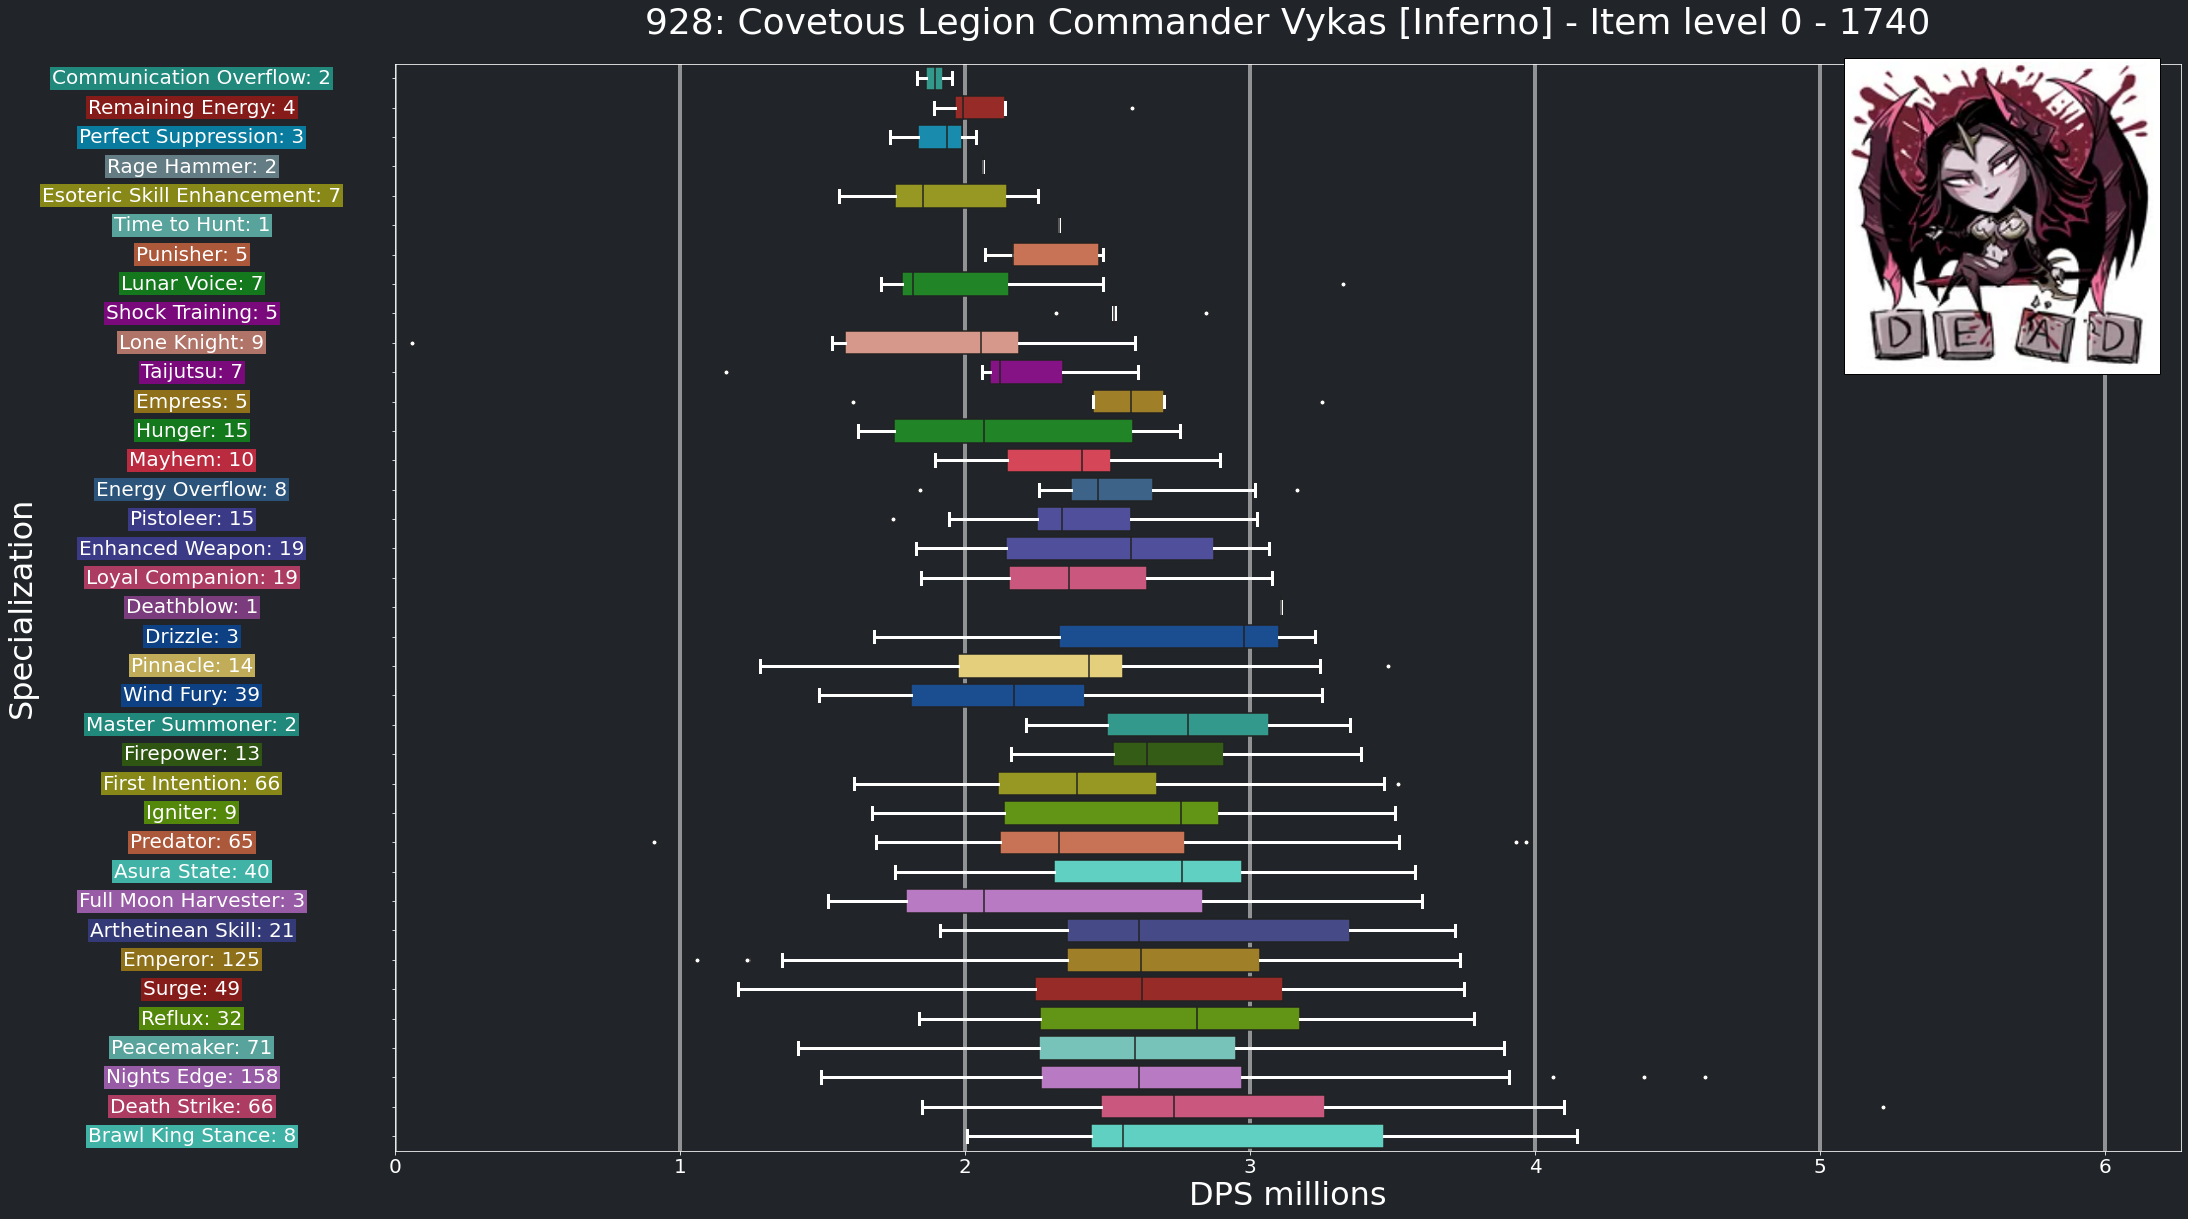 928: Covetous Legion Commander Vykas [Inferno] - Item level 0 - 1740
Communication Overflow: 2
Remaining Energy: 4
Perfect Suppression: 3
Rage Hammer: 2
Esoteric Skill Enhancement: 7
Time to Hunt: 1
Punisher: 5
Lunar Voice: 7
Shock Training: 5
Lone Knight: 9
Taijutsu: 7
Empress: 5
Hunger: 15
Mayhem: 10
Energy Overflow: 8
Pistoleer: 15
Enhanced Weapon: 19
Loyal Companion: 19
Deathblow: 1
Drizzle: 3
Pinnacle: 14
Wind Fury: 39
Master Summoner: 2
Firepower: 13
First Intention: 66
Igniter: 9
Predator: 65
Asura State: 40
Full Moon Harvester: 3
Arthetinean Skill: 21
Emperor: 125
Surge: 49
Reflux: 32
Peacemaker: 71
Nights Edge: 158
Death Strike: 66
Brawl King Stance: 8
Specialization
DEAD
0 1 2 3 4 5 6
DPS millions